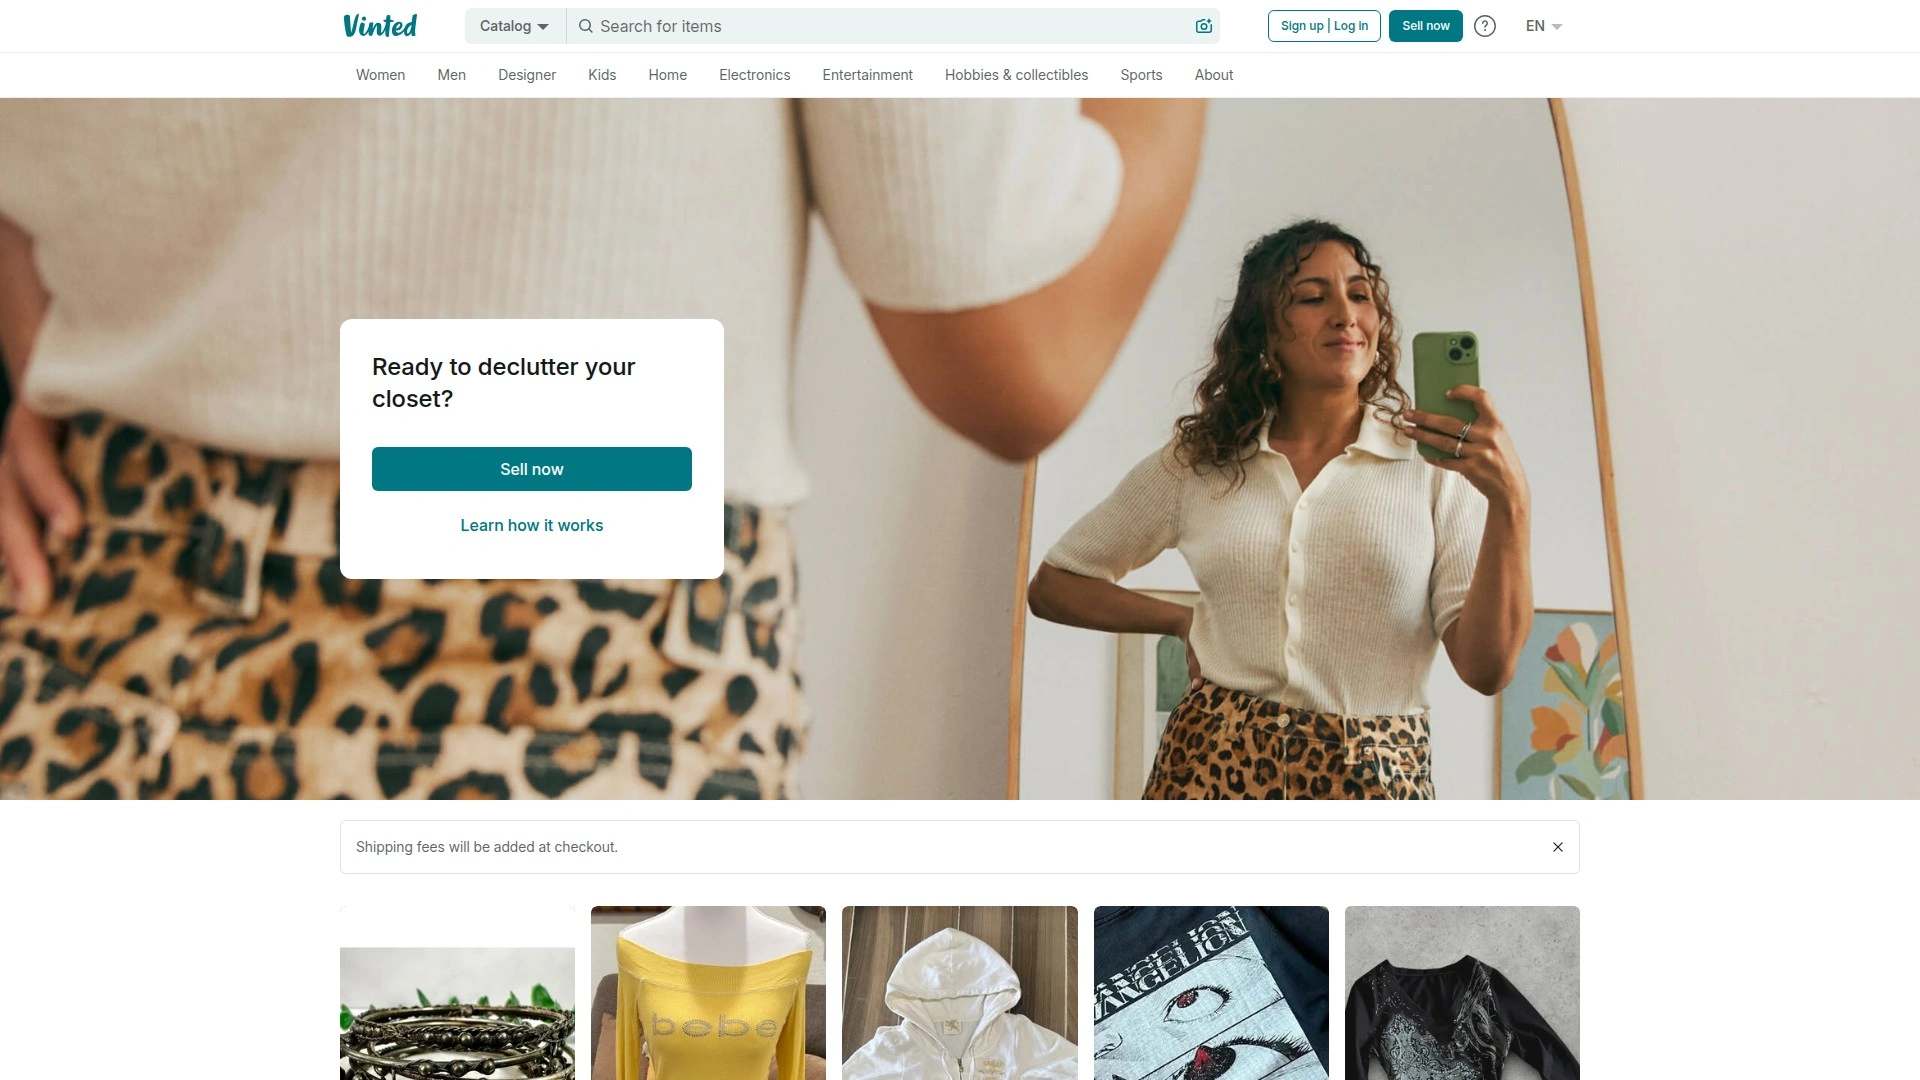 Vinted
Catalog
Search for items
Sign up | Log in
Sell now
?
EN
Women
Men
Designer
Kids
Home
Electronics
Entertainment
Hobbies & collectibles
Sports
About
Ready to declutter your
closet?
Sell now
Learn how it works
Shipping fees will be added at checkout.
bebe
EVANGELION